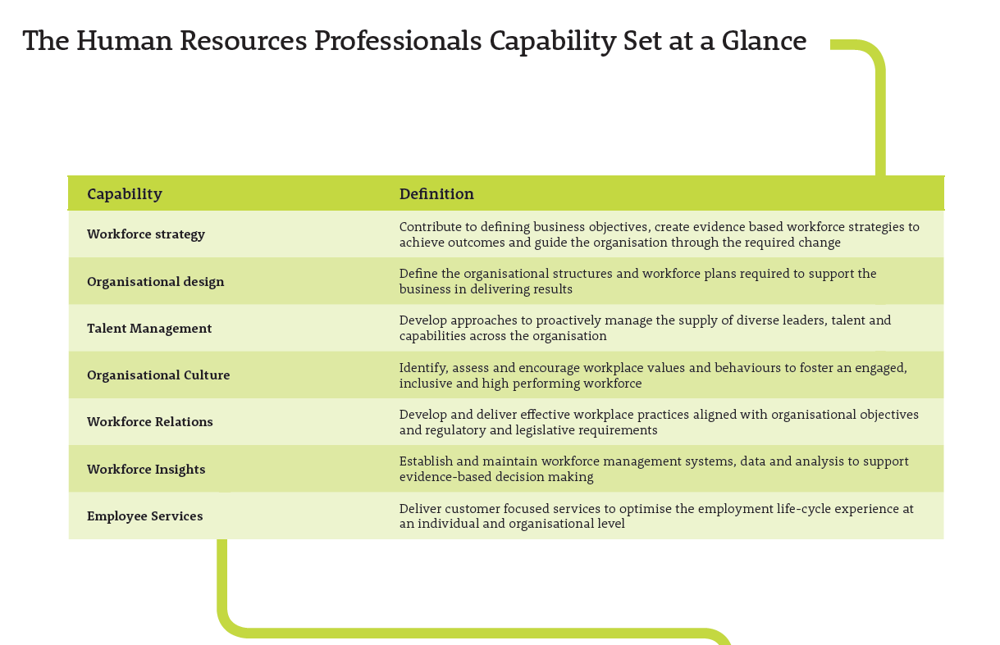 The Human Resources Professionals Capability Set at a Glance
Capability
Definition
Workforce strategy
Contribute to defining business objectives, create evidence based workforce strategies to
achieve outcomes and guide the organisation through the required change
Organisational design
Define the organisational structures and workforce plans required to support the
business in delivering results
Talent Management
Develop approaches to proactively manage the supply of diverse leaders, talent and
capabilities across the organisation
Organisational Culture
Identify, assess and encourage workplace values and behaviours to foster an engaged,
inclusive and high performing workforce
Workforce Relations
Develop and deliver effective workplace practices aligned with organisational objectives
and regulatory and legislative requirements
Workforce Insights
Establish and maintain workforce management systems, data and analysis to support
evidence-based decision making
Employee Services
Deliver customer focused services to optimise the employment life-cycle experience at
an individual and organisational level